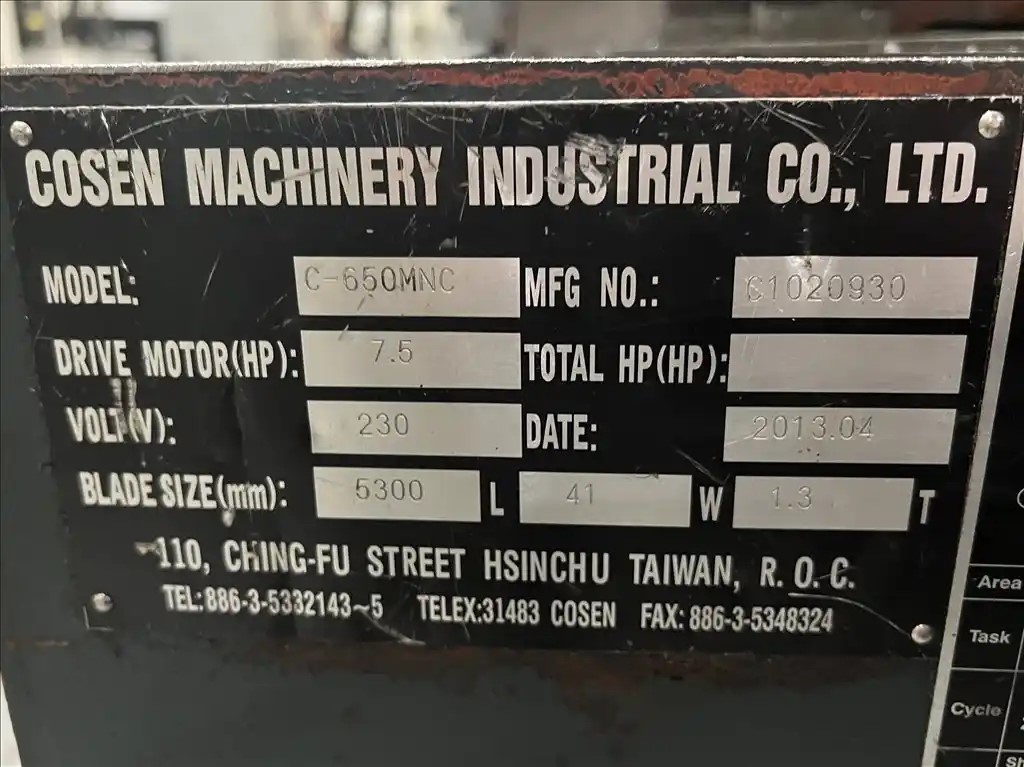 COSEN MACHINERY INDUSTRIAL CO., LTD.
MODEL: C-650MNC MFG NO.: C1020930
DRIVE MOTOR(HP): 7.5 TOTAL HP(HP):
VOLT(V): 230 DATE: 2013.04
BLADE SIZE(mm): 5300 L 41 W 1.3 T
110, CHING-FU STREET HSINCHU TAIWAN, R.O.C.
TEL:886-3-5332143~5 TELEX:31483 COSEN FAX:886-3-5348324
Area
Task
Cycle